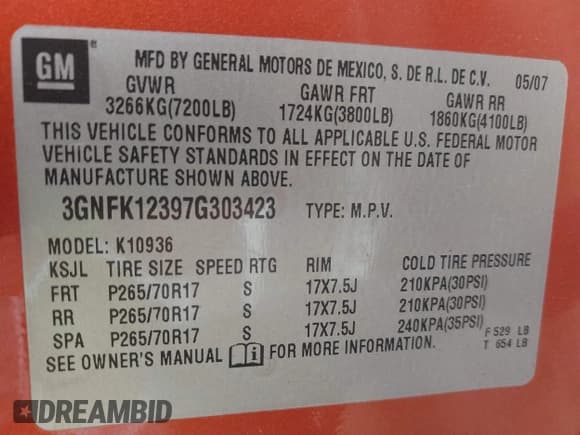 GM ® MFD BY GENERAL MOTORS DE MEXICO, S. DE R.L. DE C.V. 05/07
GVWR GAWR FRT GAWR RR
3266KG(7200LB) 1724KG(3800LB) 1860KG(4100LB)
THIS VEHICLE CONFORMS TO ALL APPLICABLE U.S. FEDERAL MOTOR
VEHICLE SAFETY STANDARDS IN EFFECT ON THE DATE OF
MANUFACTURE SHOWN ABOVE.
3GNFK12397G303423 TYPE: M.P.V.
MODEL: K10936
KSJL TIRE SIZE SPEED RTG RIM COLD TIRE PRESSURE
FRT P265/70R17 S 17X7.5J 210KPA(30PSI)
RR P265/70R17 S 17X7.5J 210KPA(30PSI)
SPA P265/70R17 S 17X7.5J 240KPA(35PSI) F 529 LB
SEE OWNER'S MANUAL i FOR MORE INFORMATION. T 654 LB
DREAMBID